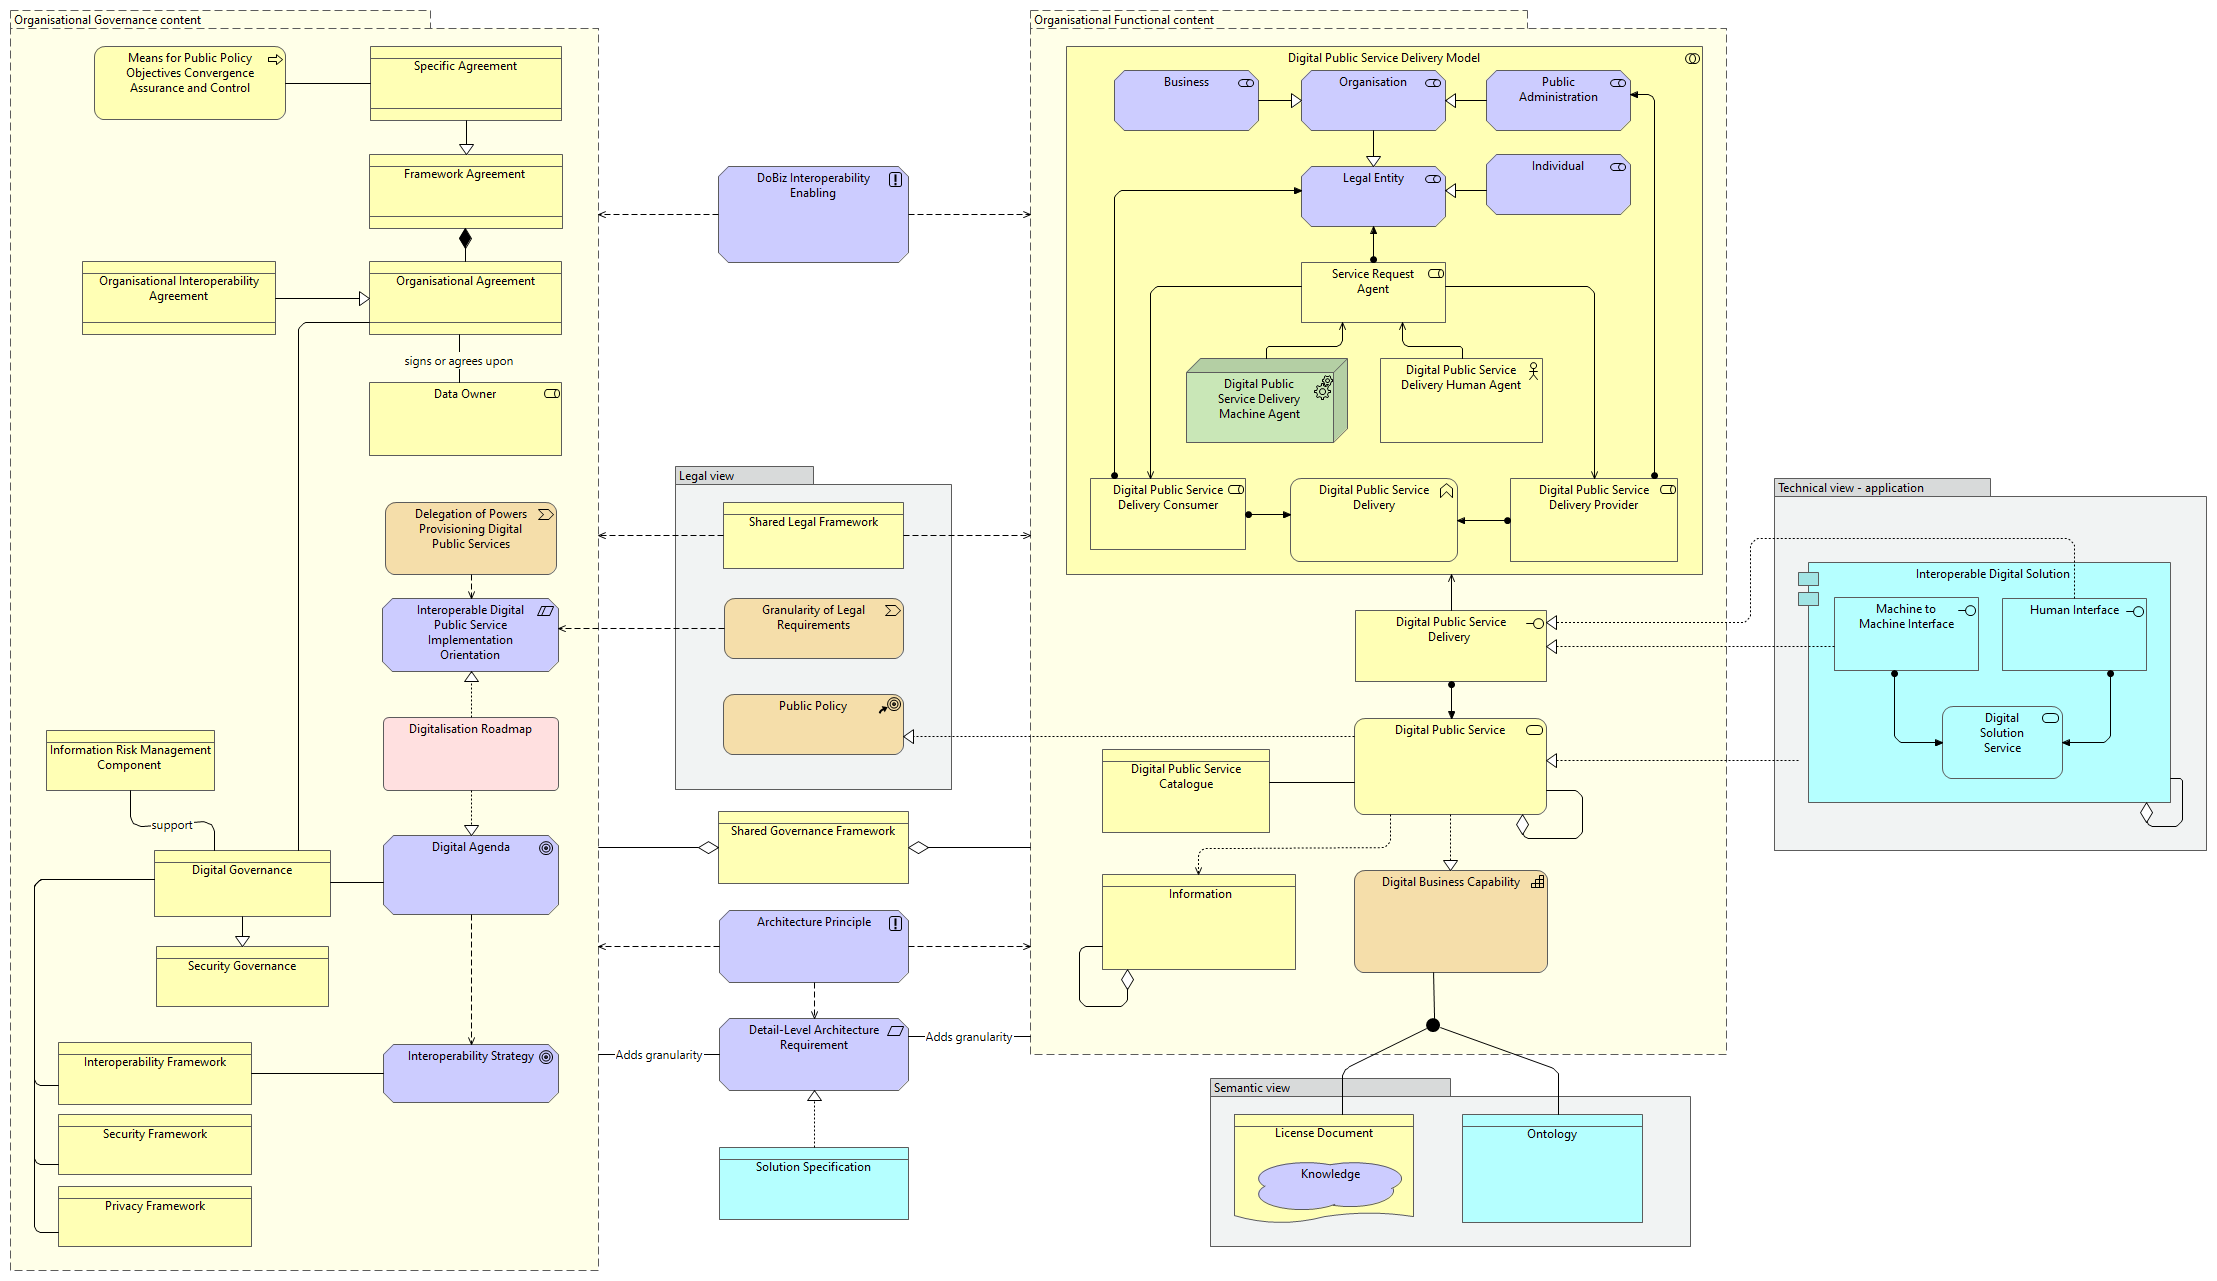 Organisational Governance content
Means for Public Policy
Objectives Convergence
Assurance and Control
Specific Agreement
Framework Agreement
Organisational Interoperability
Agreement
Organisational Agreement
signs or agrees upon
Data Owner
Delegation of Powers
Provisioning Digital
Public Services
Interoperable Digital
Public Service
Implementation
Orientation
Digitalisation Roadmap
Information Risk Management
Component
support
Digital Governance
Digital Agenda
Security Governance
Interoperability Framework
Interoperability Strategy
Security Framework
Privacy Framework
DoBiz Interoperability
Enabling
Legal view
Shared Legal Framework
Granularity of Legal
Requirements
Public Policy
Shared Governance Framework
Architecture Principle
Detail-Level Architecture
Requirement
Adds granularity
Adds granularity
Solution Specification
Organisational Functional content
Digital Public Service Delivery Model
Business
Organisation
Public
Administration
Legal Entity
Individual
Service Request
Agent
Digital Public
Service Delivery
Machine Agent
Digital Public Service
Delivery Human Agent
Digital Public Service
Delivery Consumer
Digital Public Service
Delivery
Digital Public Service
Delivery Provider
Digital Public Service
Delivery
Digital Public Service
Digital Public Service
Catalogue
Information
Digital Business Capability
Semantic view
License Document
Knowledge
Ontology
Technical view - application
Interoperable Digital Solution
Machine to
Machine Interface
Human Interface
Digital
Solution
Service